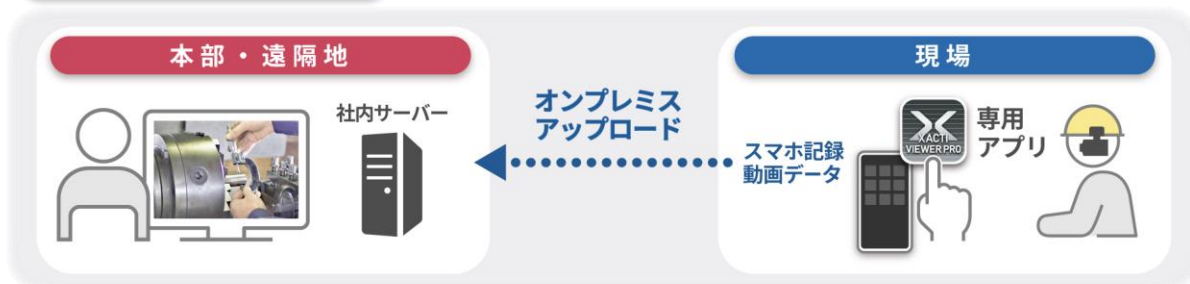 本部・遠隔地
社内サーバー
オンプレミス
アップロード
現場
スマホ記録
動画データ
XACTI
VIEWER PRO
専用
アプリ